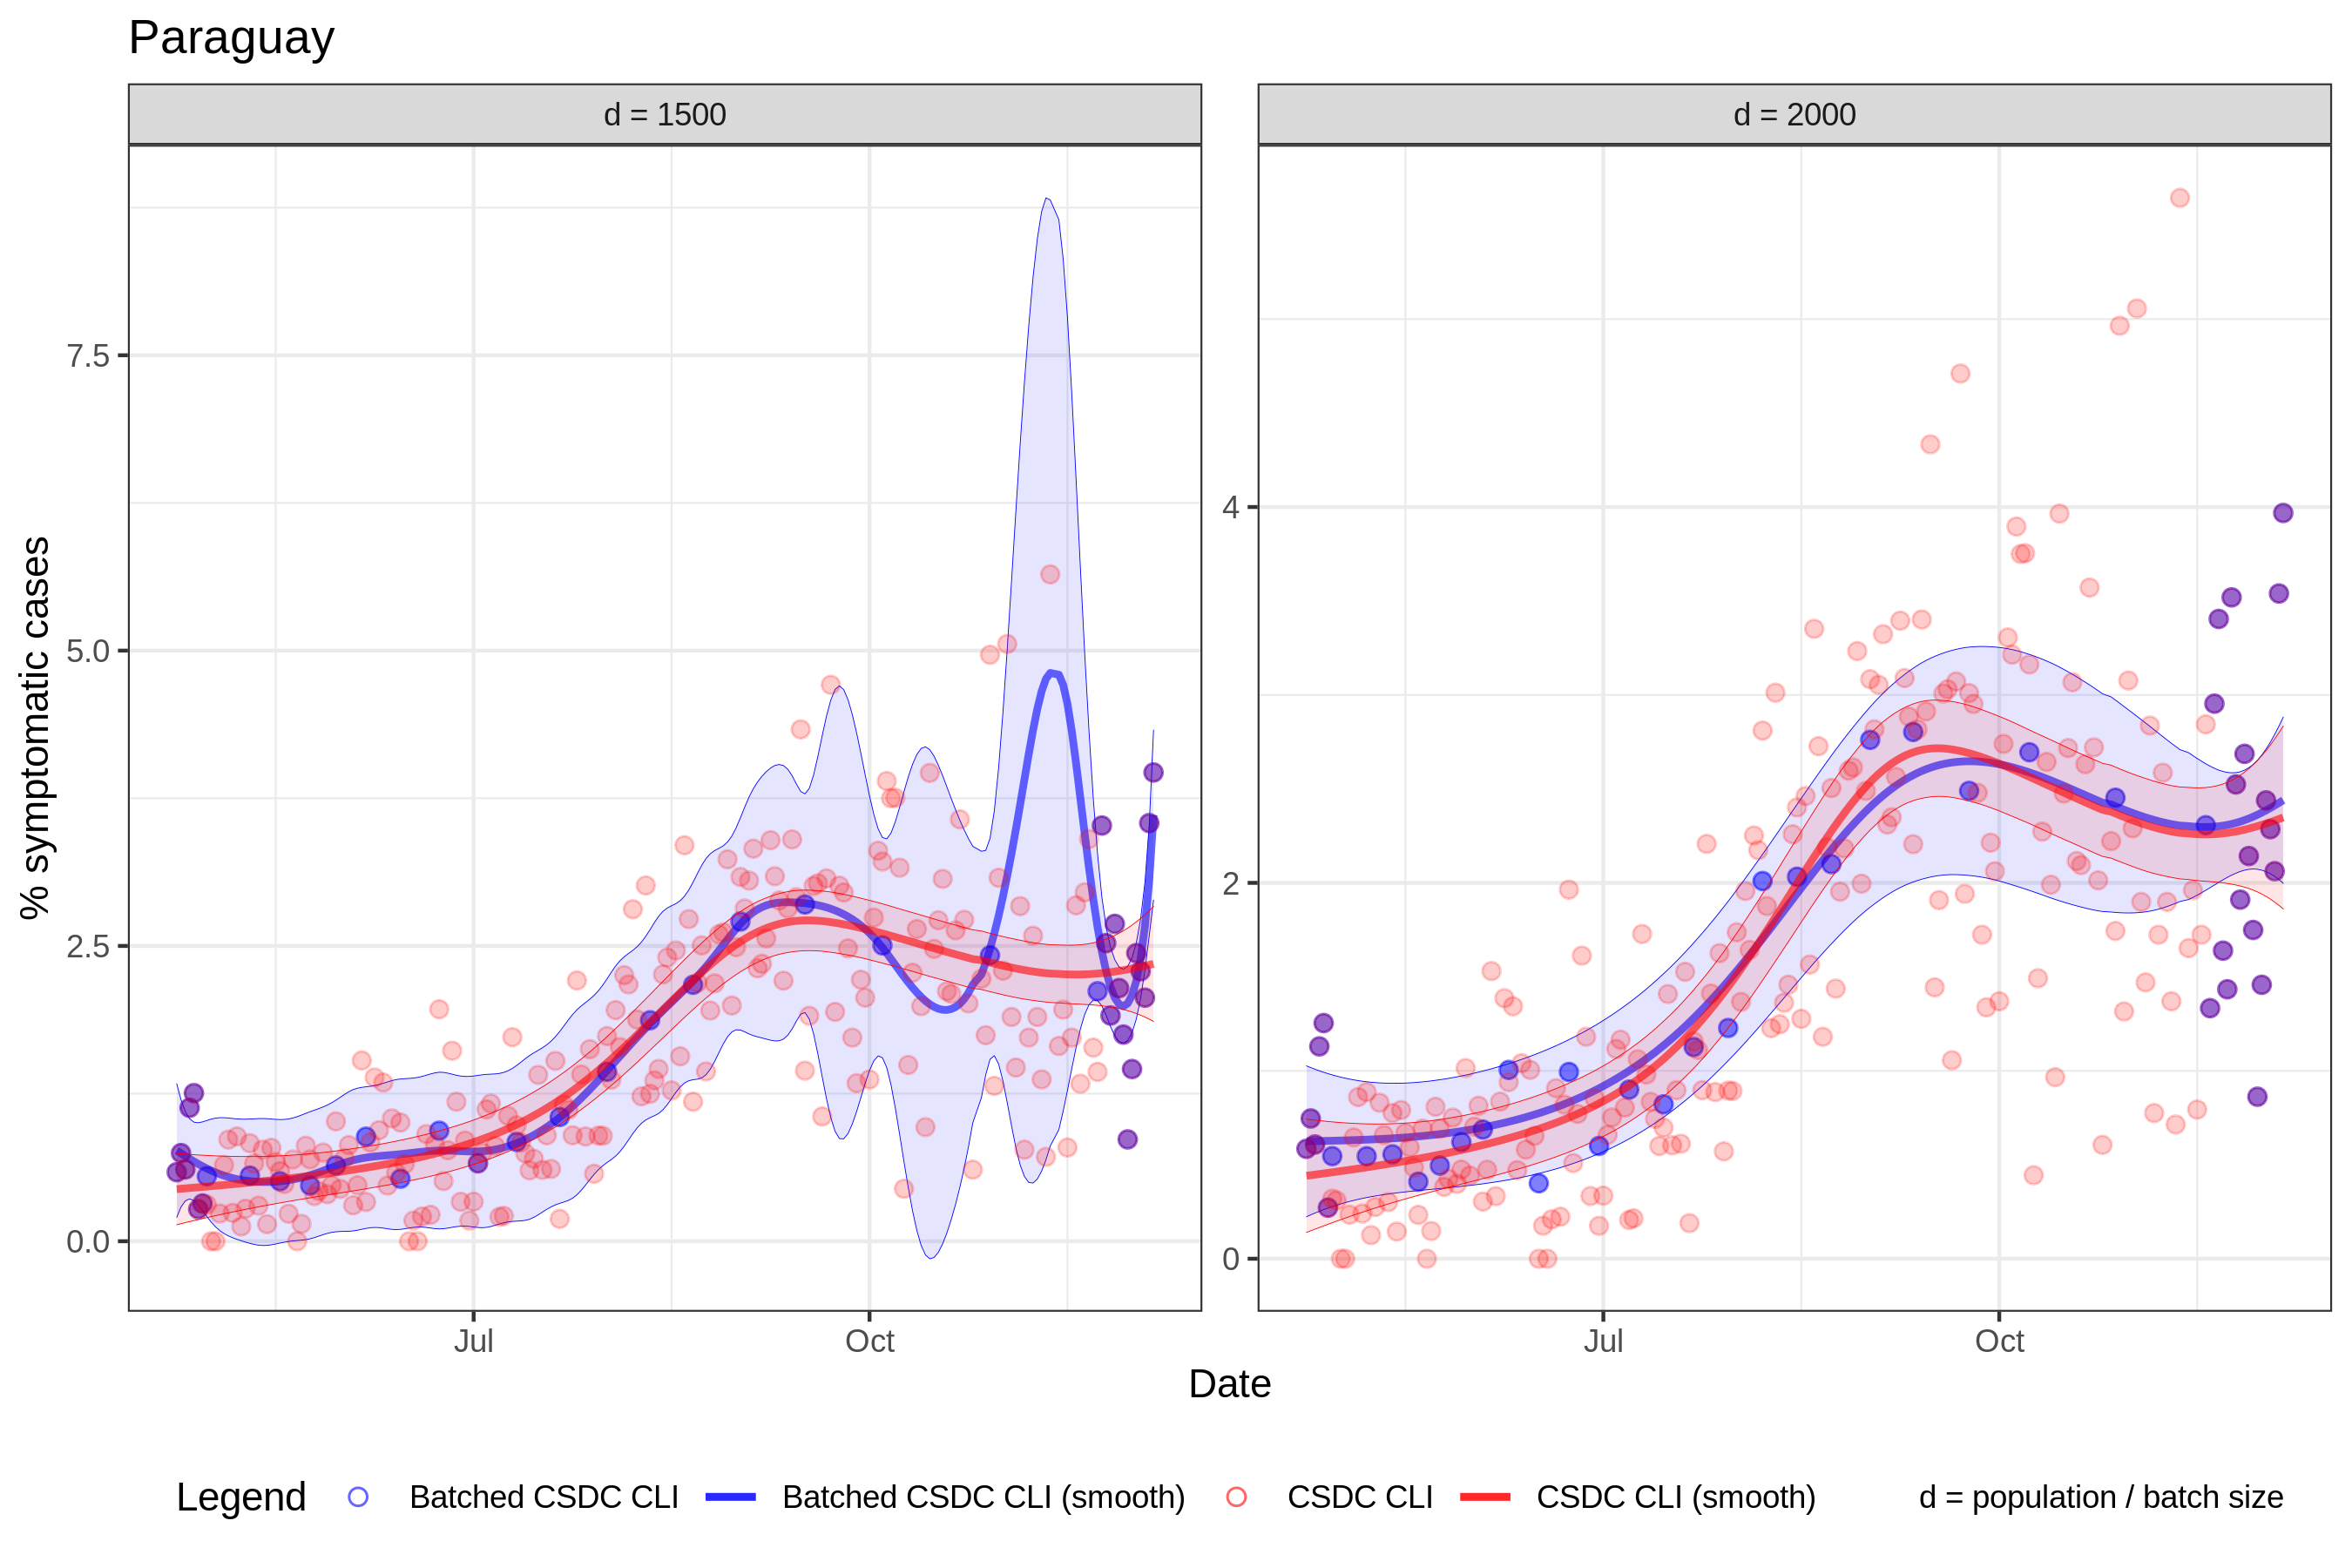 Paraguay
d = 1500
d = 2000
% symptomatic cases
7.5
5.0
2.5
0.0
4
2
0
Jul
Oct
Jul
Oct
Date
Legend
Batched CSDC CLI
Batched CSDC CLI (smooth)
CSDC CLI
CSDC CLI (smooth)
d = population / batch size